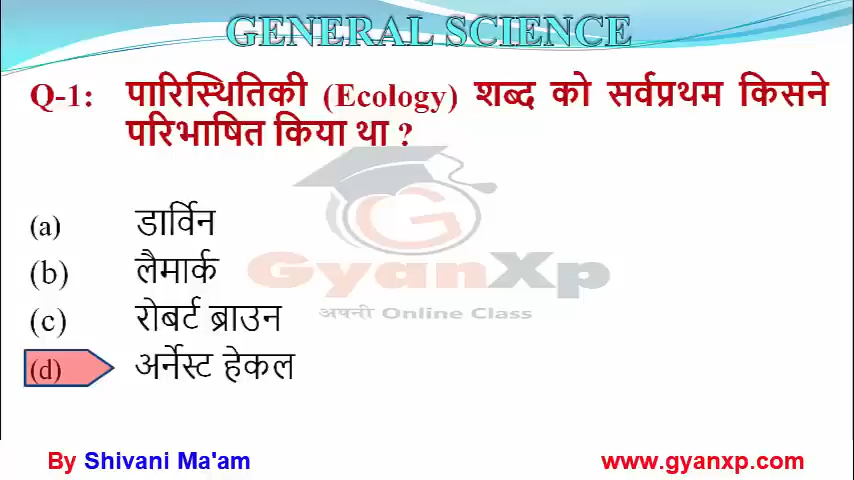 GENERAL SCIENCE
Q-1: पारिस्थितिकी (Ecology) शब्द को सर्वप्रथम किसने
परिभाषित किया था ?
(a) डार्विन
(b) लैमार्क
GyanXp
अपनी Online Class
(c) रोबर्ट ब्राउन
(d) अर्नेस्ट हेकल
By Shivani Ma'am www.gyanxp.com